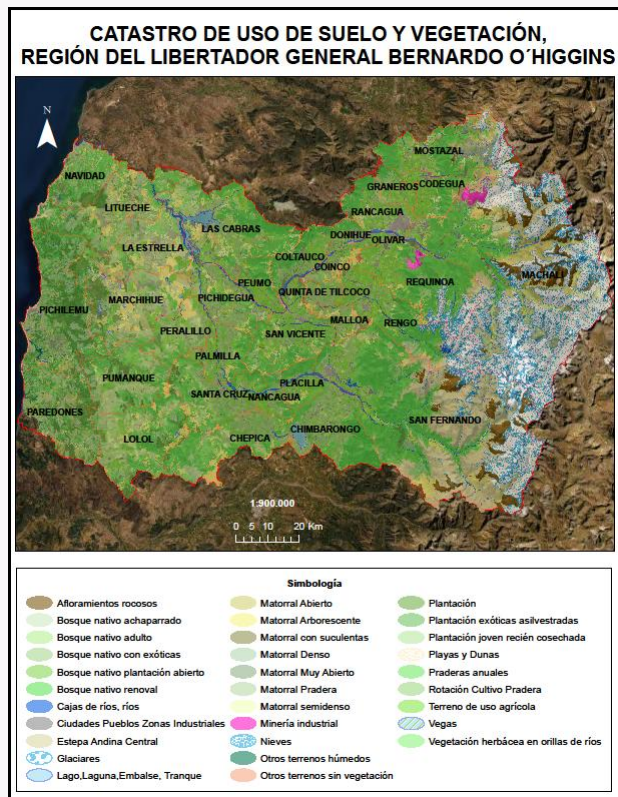 CATASTRO DE USO DE SUELO Y VEGETACIÓN,
REGIÓN DEL LIBERTADOR GENERAL BERNARDO O´HIGGINS
N
MOSTAZAL
NAVIDAD
GRANEROS
CODEGUA
LITUECHE
RANCAGUA
LAS CABRAS
DONIHUE
OLIVAR
LA ESTRELLA
COLTAUCO
COINCO
MACHALI
PEUMO
REQUINOA
QUINTA DE TILCOCO
MARCHIHUE
PICHIDEGUA
PICHILEMU
MALLOA
RENGO
PERALILLO
SAN VICENTE
PALMILLA
PUMANQUE
PLACILLA
SANTA CRUZ
NANCAGUA
PAREDONES
SAN FERNANDO
CHIMBARONGO
LOLOL
CHEPICA
1:900.000
0 5 10 20 Km
Simbología
Afloramientos rocosos
Bosque nativo achaparrado
Bosque nativo adulto
Bosque nativo con exóticas
Bosque nativo plantación abierto
Bosque nativo renoval
Cajas de ríos, ríos
Ciudades Pueblos Zonas Industriales
Estepa Andina Central
Glaciares
Lago,Laguna,Embalse, Tranque
Matorral Abierto
Matorral Arborescente
Matorral con suculentas
Matorral Denso
Matorral Muy Abierto
Matorral Pradera
Matorral semidenso
Minería industrial
Nieves
Otros terrenos húmedos
Otros terrenos sin vegetación
Plantación
Plantación exóticas asilvestradas
Plantación joven recién cosechada
Playas y Dunas
Praderas anuales
Rotación Cultivo Pradera
Terreno de uso agrícola
Vegas
Vegetación herbácea en orillas de ríos